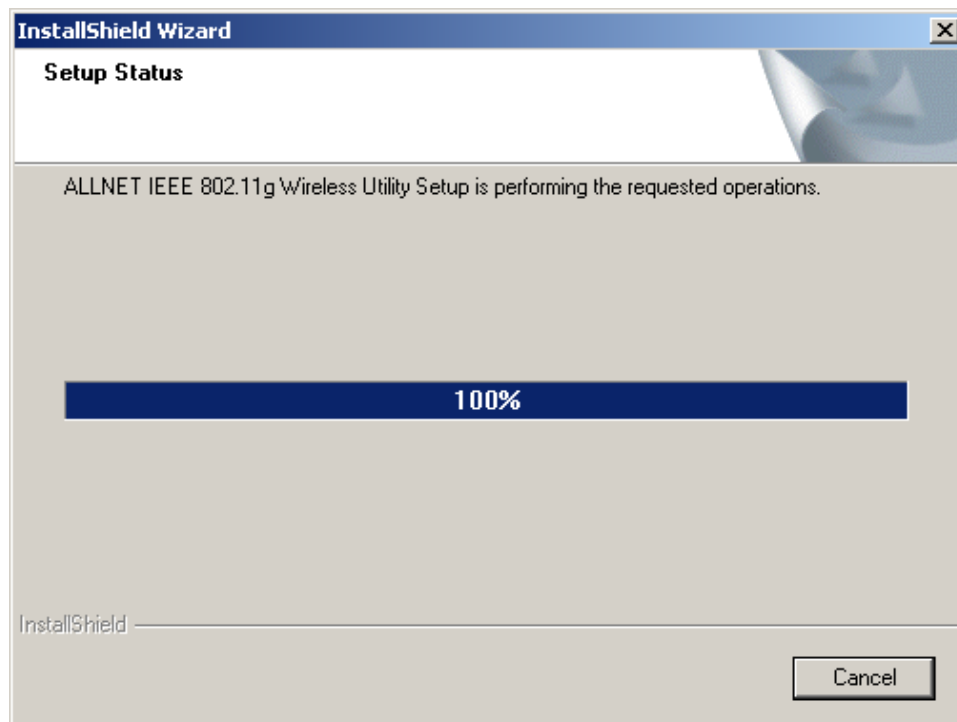 InstallShield Wizard
Setup Status
ALLNET IEEE 802.11g Wireless Utility Setup is performing the requested operations.
100%
InstallShield
Cancel